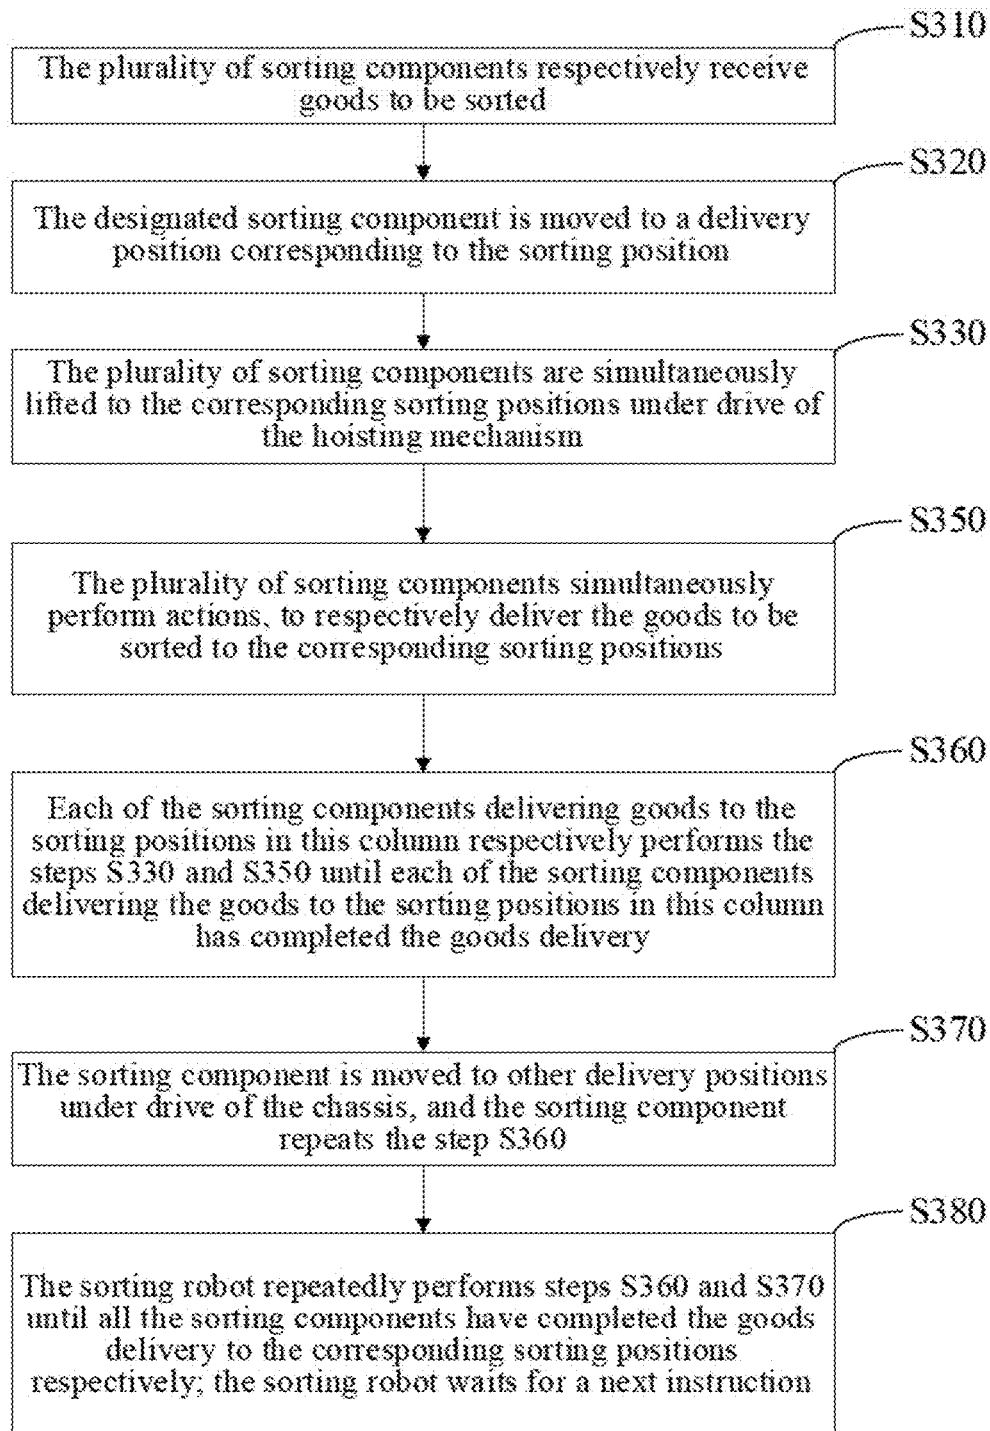 S310
The plurality of sorting components respectively receive
goods to be sorted
S320
The designated sorting component is moved to a delivery
position corresponding to the sorting position
S330
The plurality of sorting components are simultaneously
lifted to the corresponding sorting positions under drive of
the hoisting mechanism
S350
The plurality of sorting components simultaneously
perform actions, to respectively deliver the goods to be
sorted to the corresponding sorting positions
S360
Each of the sorting components delivering goods to the
sorting positions in this column respectively performs the
steps S330 and S350 until each of the sorting components
delivering the goods to the sorting positions in this column
has completed the goods delivery
S370
The sorting component is moved to other delivery positions
under drive of the chassis, and the sorting component
repeats the step S360
S380
The sorting robot repeatedly performs steps S360 and S370
until all the sorting components have completed the goods
delivery to the corresponding sorting positions
respectively; the sorting robot waits for a next instruction